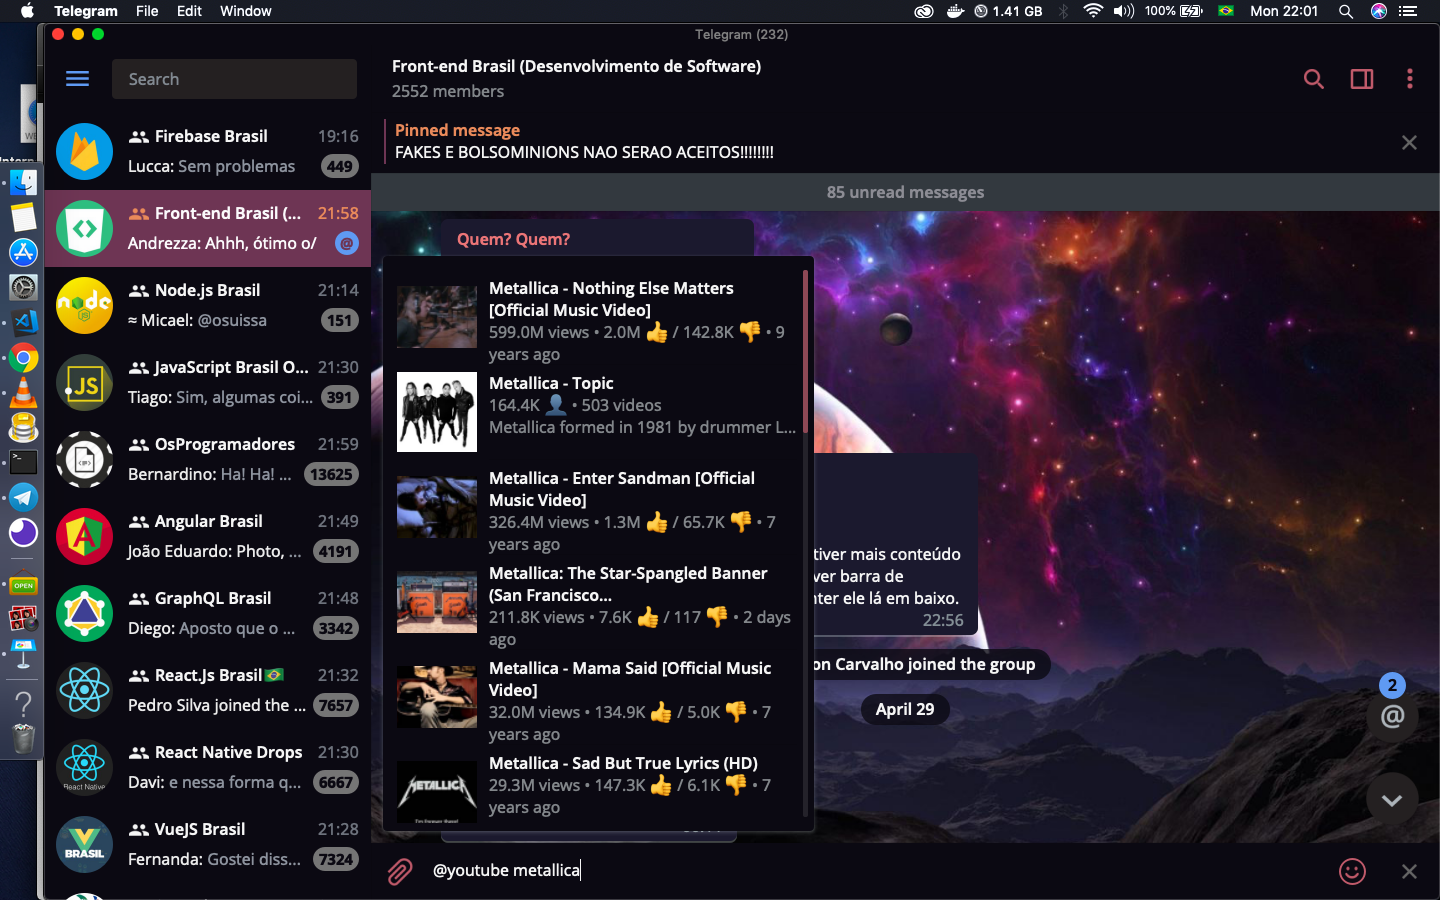 Telegram File Edit Window
1.41 GB 100% Mon 22:01
Telegram (232)
Search
Front-end Brasil (Desenvolvimento de Software)
2552 members
Pinned message
FAKES E BOLSOMINIONS NAO SERAO ACEITOS!!!!!!!!
85 unread messages
Firebase Brasil 19:16
Lucca: Sem problemas 449
Front-end Brasil (... 21:58
Andrezza: Ahhh, ótimo o/ @
Node.js Brasil 21:14
≈ Micael: @osuissa 151
JavaScript Brasil O... 21:30
Tiago: Sim, algumas coi... 391
OsProgramadores 21:59
Bernardino: Ha! Ha! ... 13625
Angular Brasil 21:49
João Eduardo: Photo, ... 4191
GraphQL Brasil 21:48
Diego: Aposto que o ... 3342
React.Js Brasil🇧🇷 21:32
Pedro Silva joined the ... 7657
React Native Drops 21:30
Davi: e nessa forma q... 6667
VueJS Brasil 21:28
Fernanda: Gostei diss... 7324
node
JS
JS
React Native
BRASIL
OPEN
Quem? Quem?
Metallica - Nothing Else Matters
[Official Music Video]
599.0M views • 2.0M 👍 / 142.8K 👎 • 9
years ago
Metallica - Topic
164.4K 👤 • 503 videos
Metallica formed in 1981 by drummer L...
Metallica - Enter Sandman [Official
Music Video]
326.4M views • 1.3M 👍 / 65.7K 👎 • 7
years ago
Metallica: The Star-Spangled Banner
(San Francisco...
211.8K views • 7.6K 👍 / 117 👎 • 2 days
ago
Metallica - Mama Said [Official Music
Video]
32.0M views • 134.9K 👍 / 5.0K 👎 • 7
years ago
Metallica - Sad But True Lyrics (HD)
29.3M views • 147.3K 👍 / 6.1K 👎 • 7
years ago
METALLICA
tiver mais conteúdo
ver barra de
nter ele lá em baixo.
22:56
on Carvalho joined the group
April 29
2
@
@youtube metallica